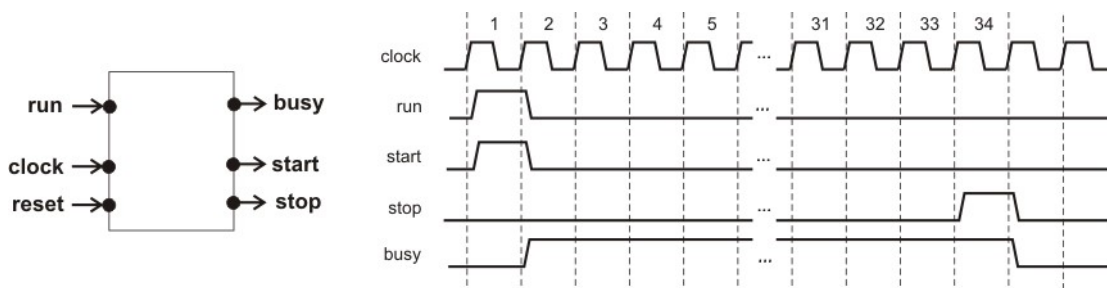 run
busy
clock
start
reset
stop
1 2 3 4 5 31 32 33 34
clock ...
run ...
start ...
stop ...
busy ...